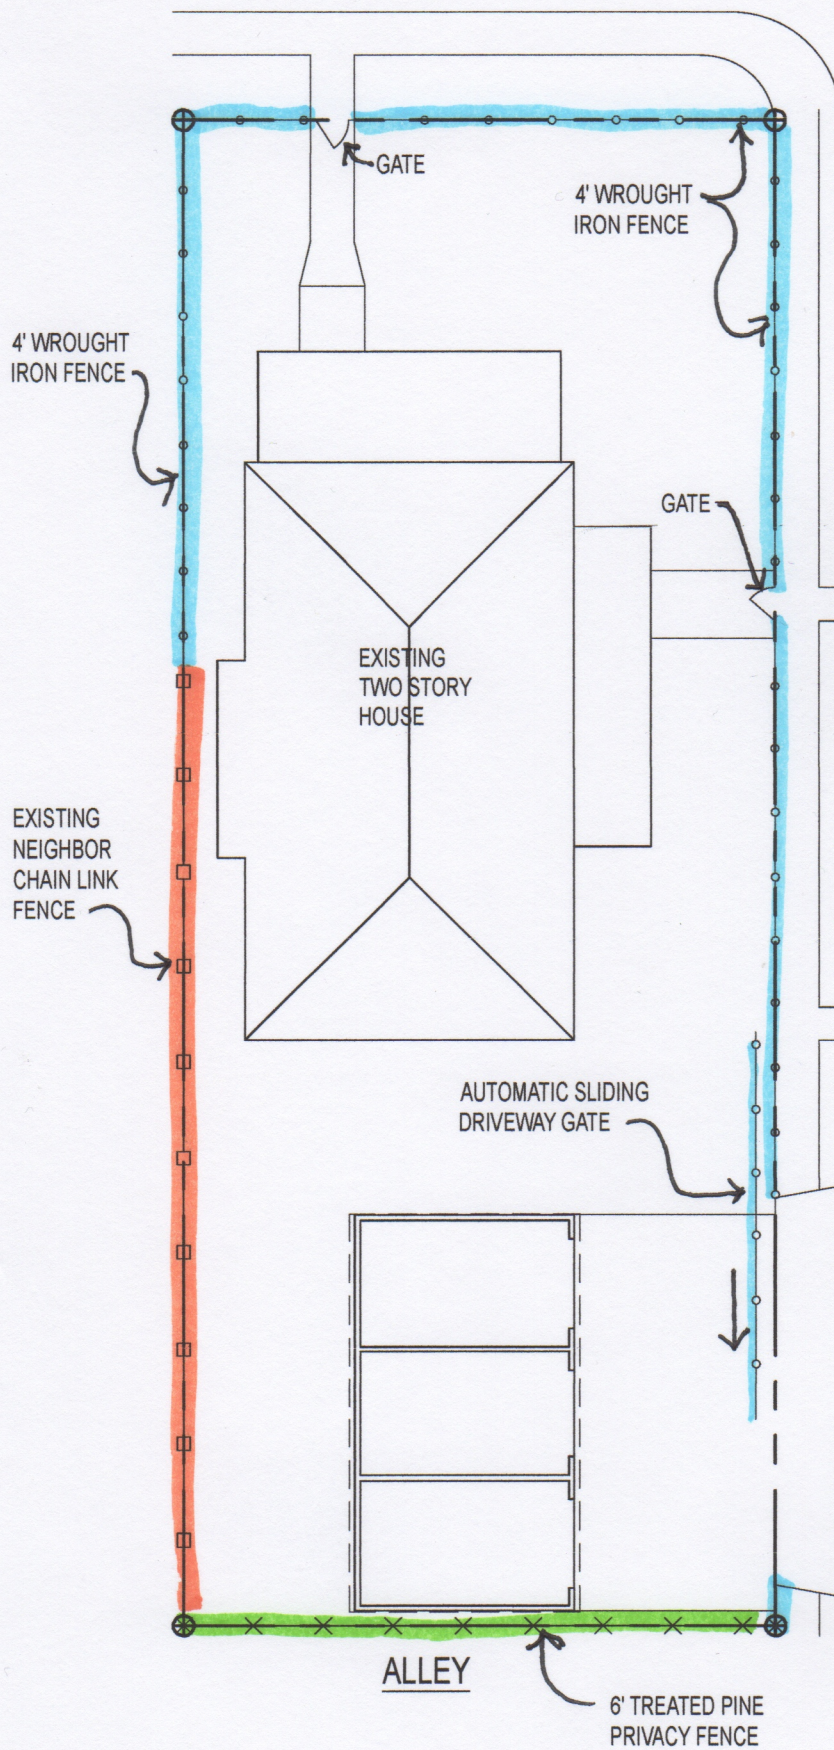 GATE
4' WROUGHT
IRON FENCE
4' WROUGHT
IRON FENCE
GATE
EXISTING
TWO STORY
HOUSE
EXISTING
NEIGHBOR
CHAIN LINK
FENCE
AUTOMATIC SLIDING
DRIVEWAY GATE
ALLEY
6' TREATED PINE
PRIVACY FENCE